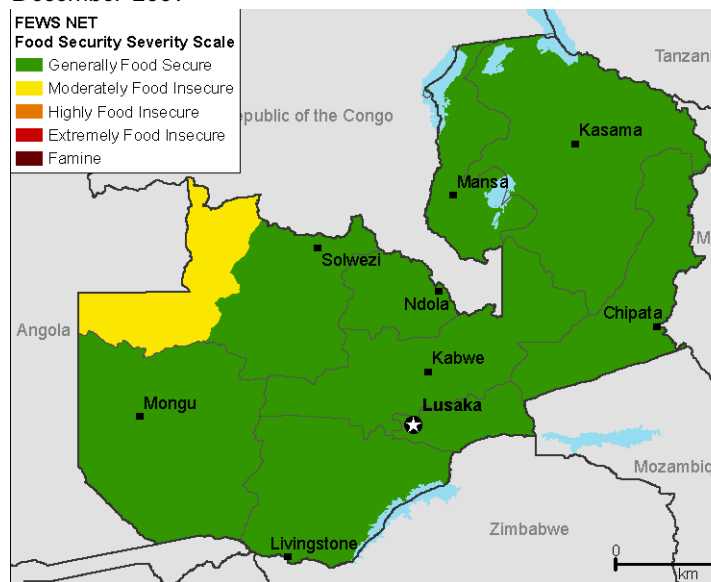 FEWS NET
Food Security Severity Scale
Generally Food Secure
Moderately Food Insecure
Highly Food Insecure
Extremely Food Insecure
Famine
Tanzani
epublic of the Congo
Kasama
Mansa
M
Solwezi
Ndola
Angola
Chipata
Kabwe
Mongu
Lusaka
Mozambiq
Zimbabwe
Livingstone
0
km